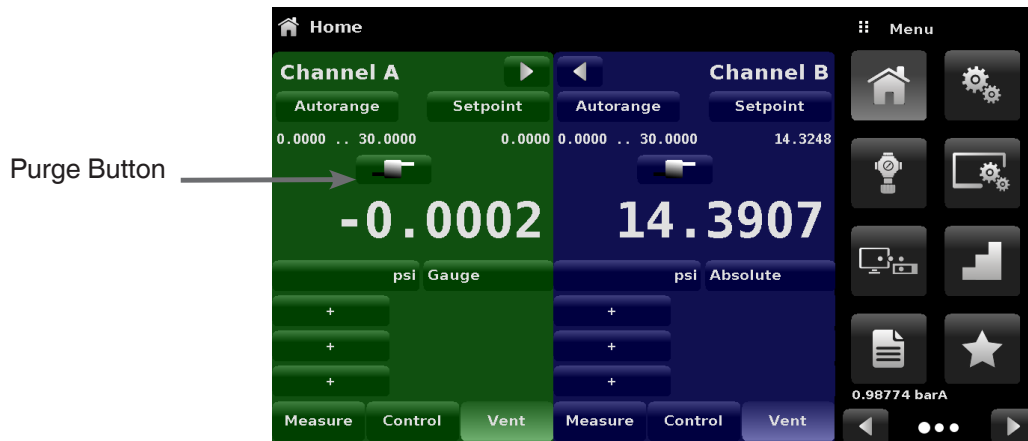 Purge Button
Home
Channel A
Autorange Setpoint
0.0000 .. 30.0000 0.0000
-0.0002
psi Gauge
+
+
+
Measure Control Vent
Channel B
Autorange Setpoint
0.0000 .. 30.0000 14.3248
14.3907
psi Absolute
+
+
+
Measure Control Vent
Menu
0.98774 barA